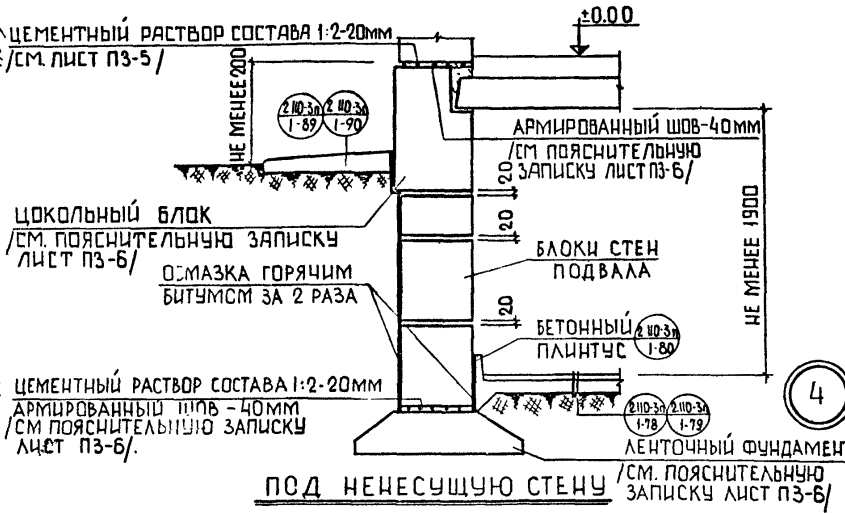 ±0.00
ЦЕМЕНТНЫЙ РАСТВОР СОСТАВА 1:2-20мм
/СМ. ЛИСТ ПЗ-5/
НЕ МЕНЕЕ 200
2.110-3п
1-89
2.110-3п
1-90
АРМИРОВАННЫЙ ШОВ-40ММ
/СМ ПОЯСНИТЕЛЬНУЮ
ЗАПИСКУ ЛИСТ ПЗ-6/
20
ЦОКОЛЬНЫЙ БЛОК
/СМ. ПОЯСНИТЕЛЬНУЮ ЗАПИСКУ
ЛИСТ ПЗ-6/
20
БЛОКИ СТЕН
ПОДВАЛА
НЕ МЕНЕЕ 1900
ОБМАЗКА ГОРЯЧИМ
БИТУМОМ ЗА 2 РАЗА
20
БЕТОННЫЙ
ПЛИНТУС
2.110-3п
1-80
ЦЕМЕНТНЫЙ РАСТВОР СОСТАВА 1:2-20ММ
АРМИРОВАННЫЙ ШОВ-40ММ
/СМ ПОЯСНИТЕЛЬНУЮ ЗАПИСКУ
ЛИСТ ПЗ-6/.
4
2.110-3п
1-78
2.110-3п
1-79
ЛЕНТОЧНЫЙ ФУНДАМЕНТ
/СМ. ПОЯСНИТЕЛЬНУЮ
ЗАПИСКУ ЛИСТ ПЗ-6/
ПОД НЕНЕСУЩУЮ СТЕНУ